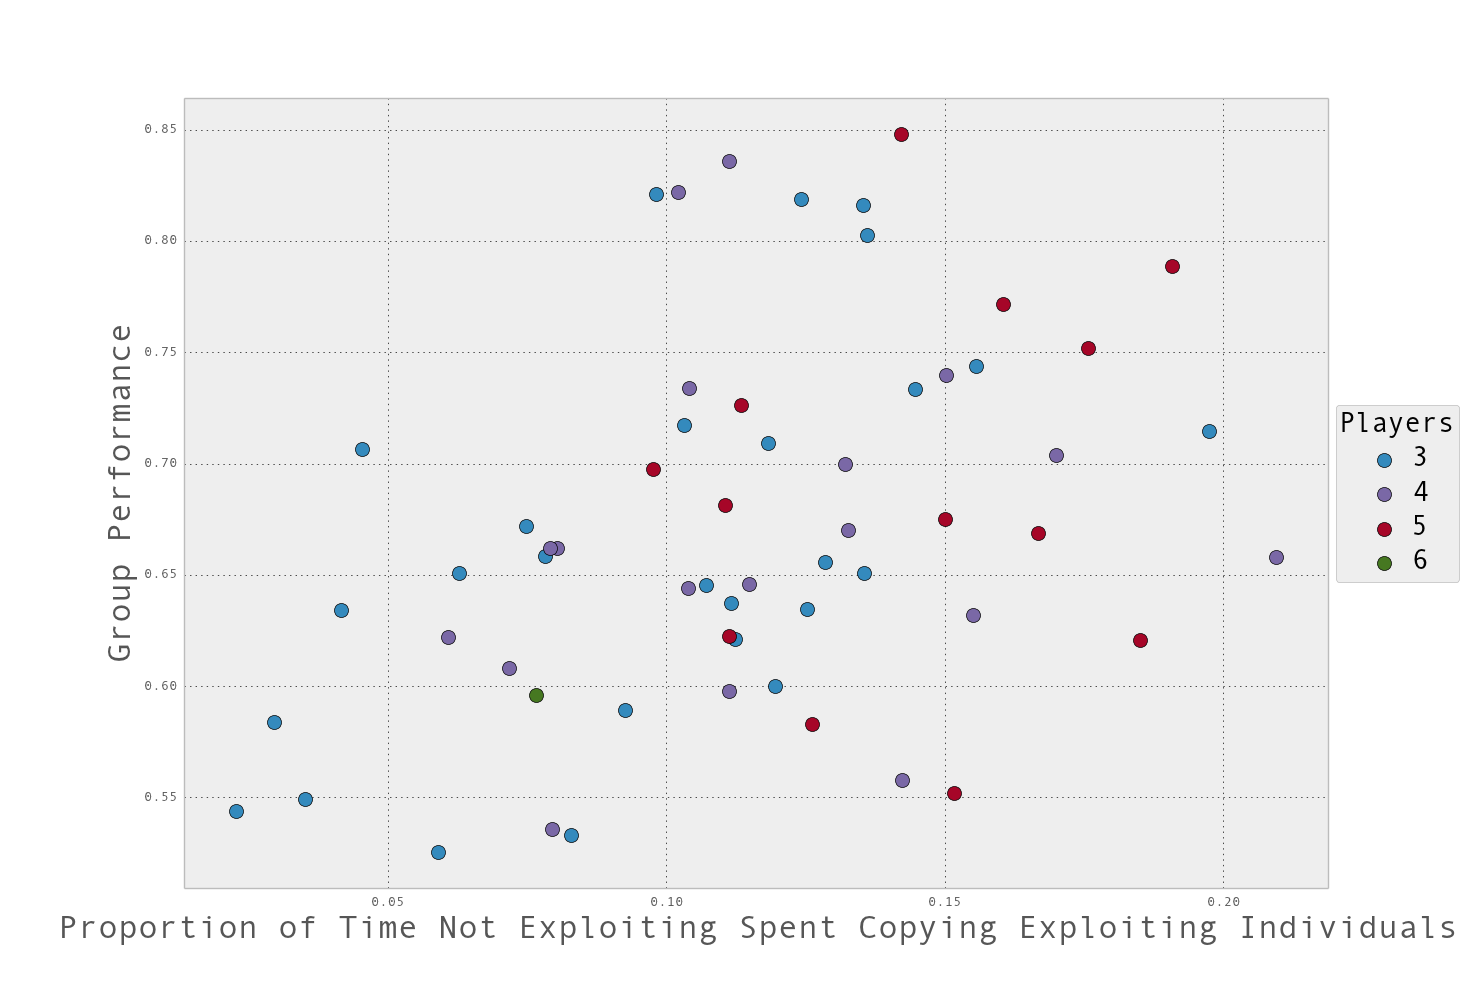 0.85
0.80
0.75
0.70
0.65
0.60
0.55
Group Performance
Players
3
4
5
6
0.05 0.10 0.15 0.20
Proportion of Time Not Exploiting Spent Copying Exploiting Individuals